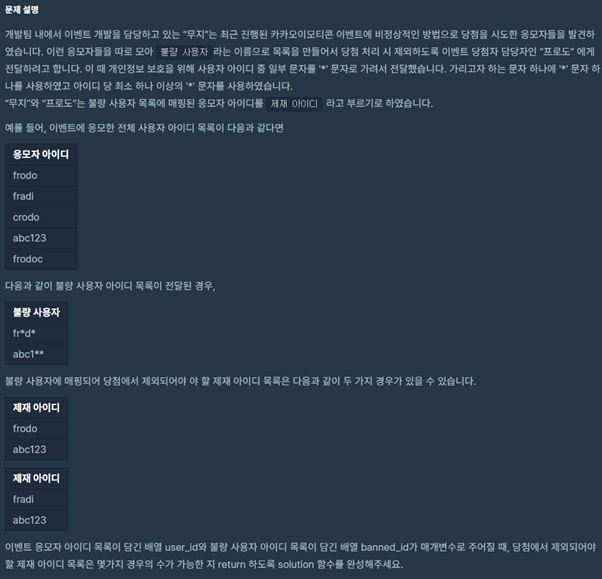 문제 설명
개발팀 내에서 이벤트 개발을 담당하고 있는 "무지"는 최근 진행된 카카오이모티콘 이벤트에 비정상적인 방법으로 당첨을 시도한 응모자들을 발견하
였습니다. 이런 응모자들을 따로 모아 불량 사용자 라는 이름으로 목록을 만들어서 당첨 처리 시 제외하도록 이벤트 당첨자 담당자인 "프로도" 에게
전달하려고 합니다. 이 때 개인정보 보호을 위해 사용자 아이디 중 일부 문자를 '*' 문자로 가려서 전달했습니다. 가리고자 하는 문자 하나에 '*' 문자 하
나를 사용하였고 아이디 당 최소 하나 이상의 '*' 문자를 사용하였습니다.
"무지"와 "프로도"는 불량 사용자 목록에 매핑된 응모자 아이디를 제재 아이디 라고 부르기로 하였습니다.
예를 들어, 이벤트에 응모한 전체 사용자 아이디 목록이 다음과 같다면
응모자 아이디
frodo
fradi
crodo
abc123
frodoc
다음과 같이 불량 사용자 아이디 목록이 전달된 경우,
불량 사용자
fr*d*
abc1**
불량 사용자에 매핑되어 당첨에서 제외되어야 야 할 제재 아이디 목록은 다음과 같이 두 가지 경우가 있을 수 있습니다.
제재 아이디
frodo
abc123
제재 아이디
fradi
abc123
이벤트 응모자 아이디 목록이 담긴 배열 user_id와 불량 사용자 아이디 목록이 담긴 배열 banned_id가 매개변수로 주어질 때, 당첨에서 제외되어야
할 제재 아이디 목록은 몇가지 경우의 수가 가능한 지 return 하도록 solution 함수를 완성해주세요.